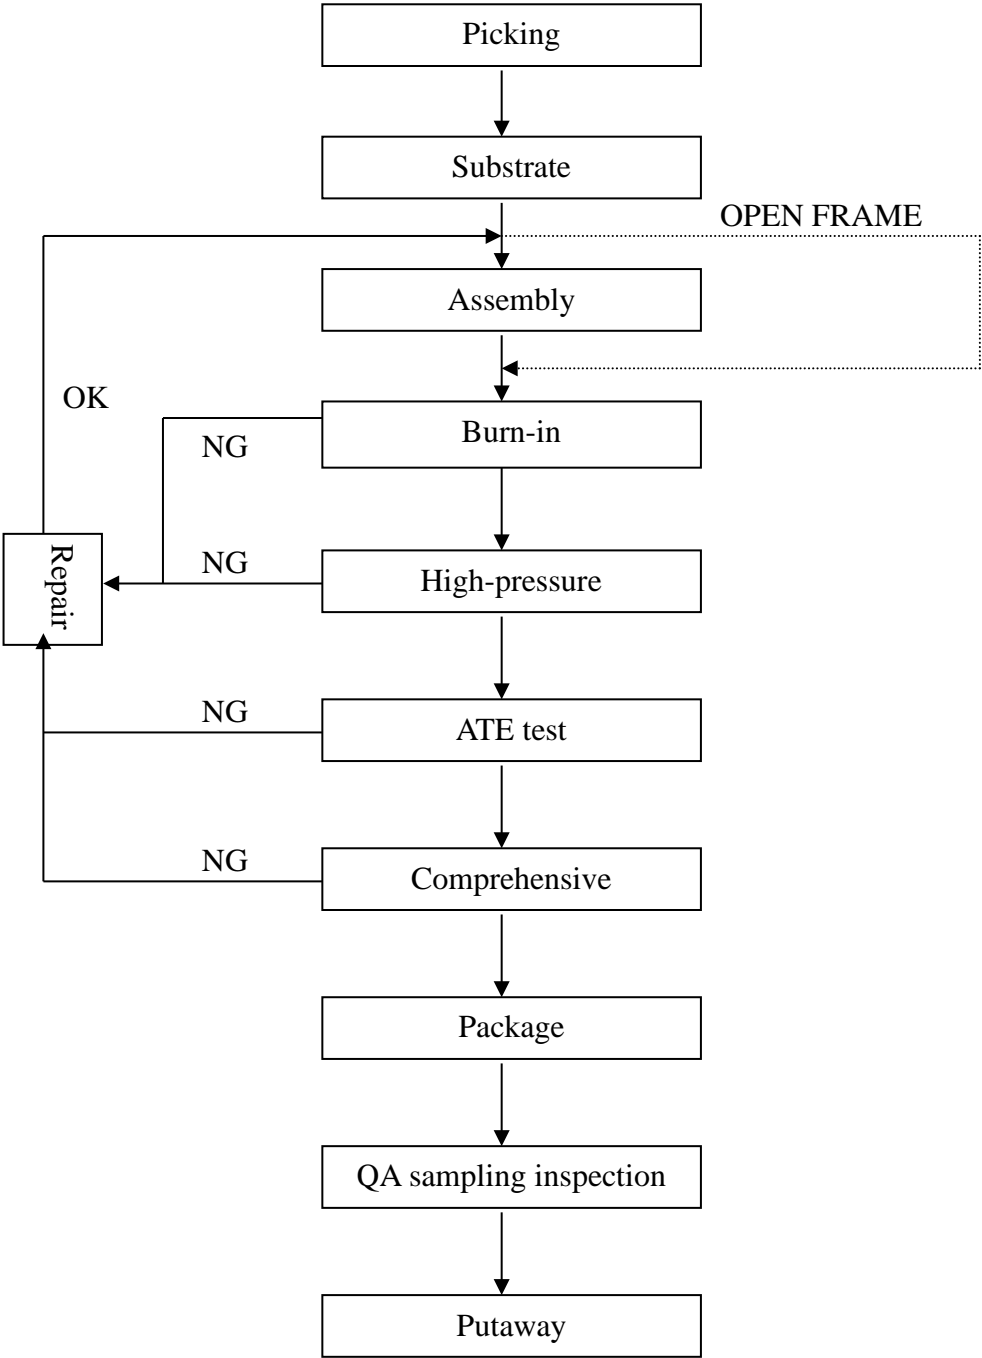 Picking
Substrate
OPEN FRAME
Assembly
OK
Burn-in
NG
Repair
NG
High-pressure
NG
ATE test
NG
Comprehensive
Package
QA sampling inspection
Putaway